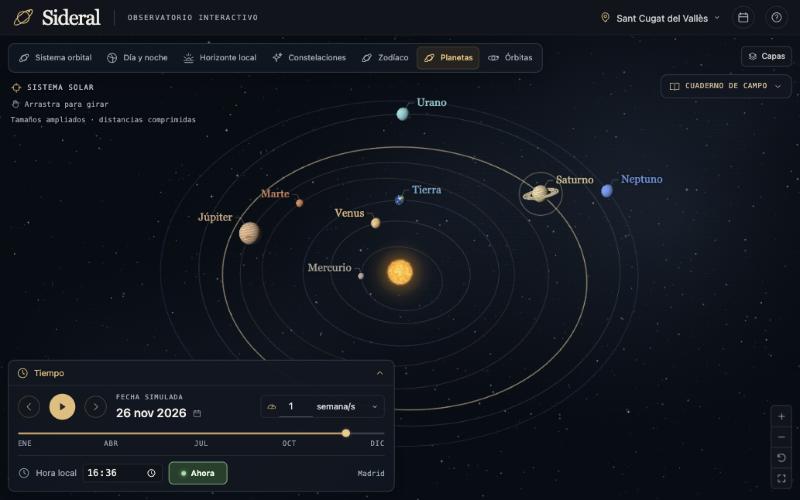 Sideral
OBSERVATORIO INTERACTIVO
Sant Cugat del Vallès
Sistema orbital
Día y noche
Horizonte local
Constelaciones
Zodíaco
Planetas
Órbitas
Capas
SISTEMA SOLAR
Arrastra para girar
Tamaños ampliados · distancias comprimidas
CUADERNO DE CAMPO
Urano
Saturno
Neptuno
Marte
Tierra
Venus
Júpiter
Mercurio
Tiempo
FECHA SIMULADA
26 nov 2026
1 semana/s
ENE ABR JUL OCT DIC
Hora local 16:36 Ahora Madrid